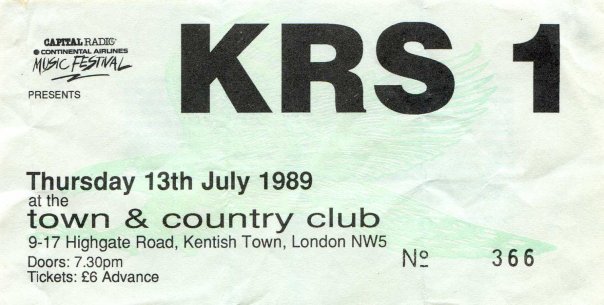 CAPITAL RADIO
CONTINENTAL AIRLINES
MUSIC FESTIVAL
PRESENTS
KRS 1
Thursday 13th July 1989
at the
town & country club
9-17 Highgate Road, Kentish Town, London NW5
Doors: 7.30pm
Tickets: £6 Advance
Nº 366